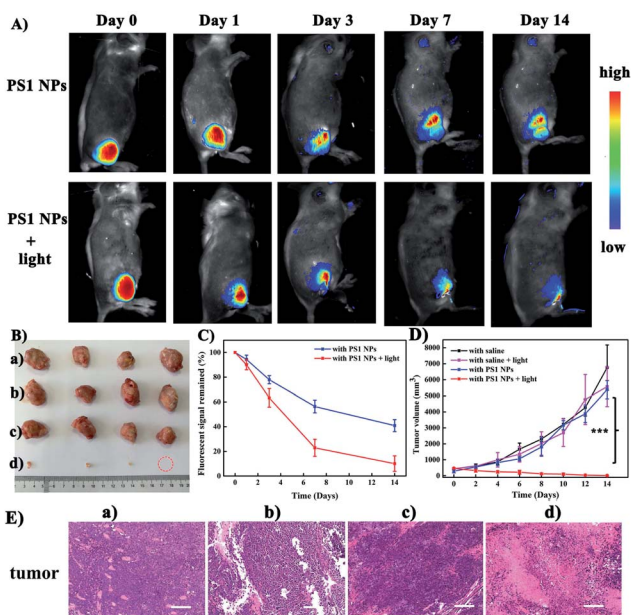 A)
Day 0 Day 1 Day 3 Day 7 Day 14
PS1 NPs
high
PS1 NPs
+
light
low
B)
a)
b)
c)
d)
C)
with PS1 NPs
with PS1 NPs + light
Fluorescent signal remained (%)
100
80
60
40
20
0
0 2 4 6 8 10 12 14
Time (Days)
D)
with saline
with saline + light
with PS1 NPs
with PS1 NPs + light
Tumor volume (mm3)
8000
7000
6000
5000
4000
3000
2000
1000
0
***
0 2 4 6 8 10 12 14
Time (Days)
E)
a) b) c) d)
tumor